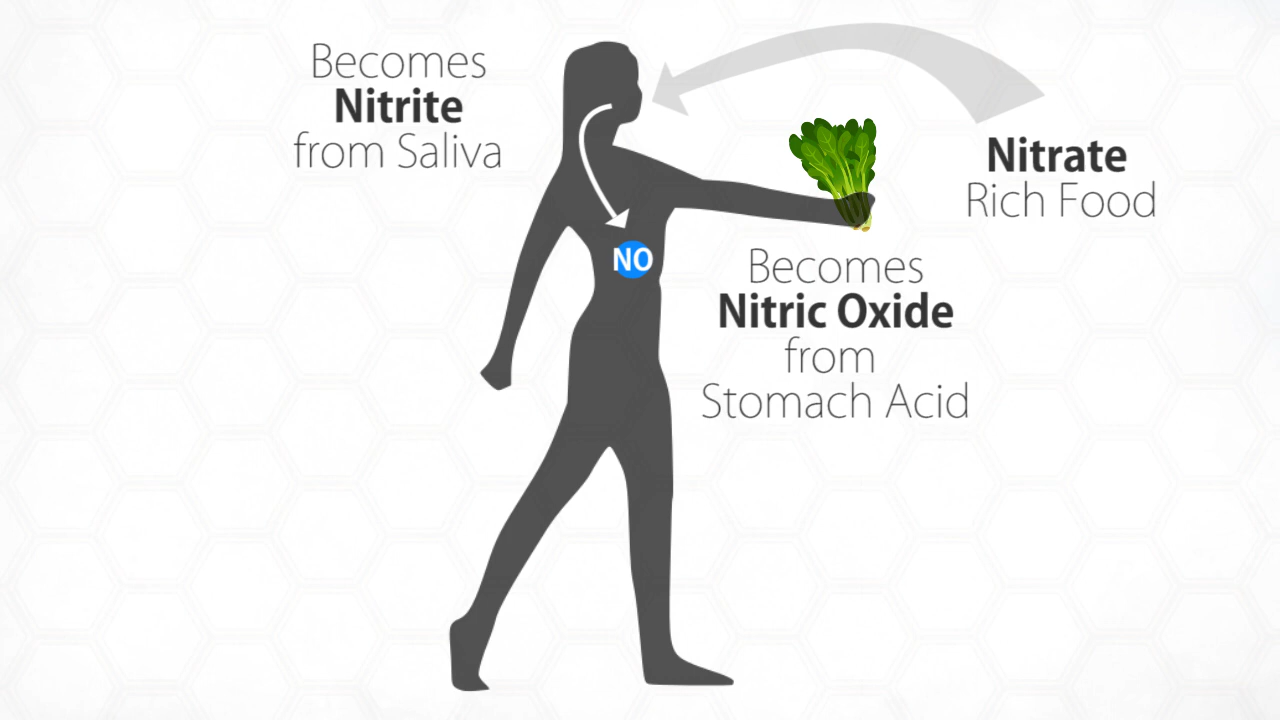 Becomes
Nitrite
from Saliva
Nitrate
Rich Food
NO
Becomes
Nitric Oxide
from
Stomach Acid